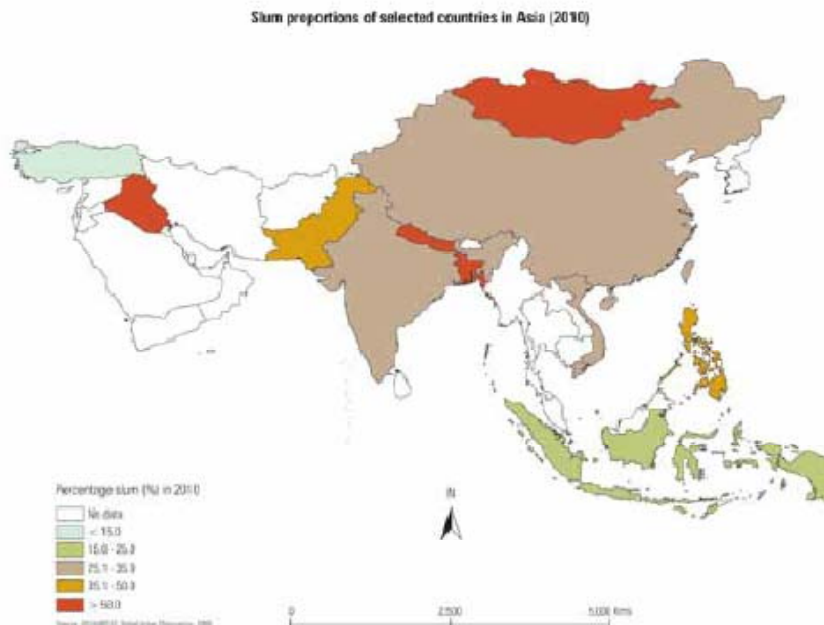 Slum proportions of selected countries in Asia (2010)
Percentage slum (%) in 2010
No data
< 15.0
15.0 - 25.0
25.1 - 35.0
35.1 - 50.0
> 50.0
N
0 2,500 5,000 Kms
Source: